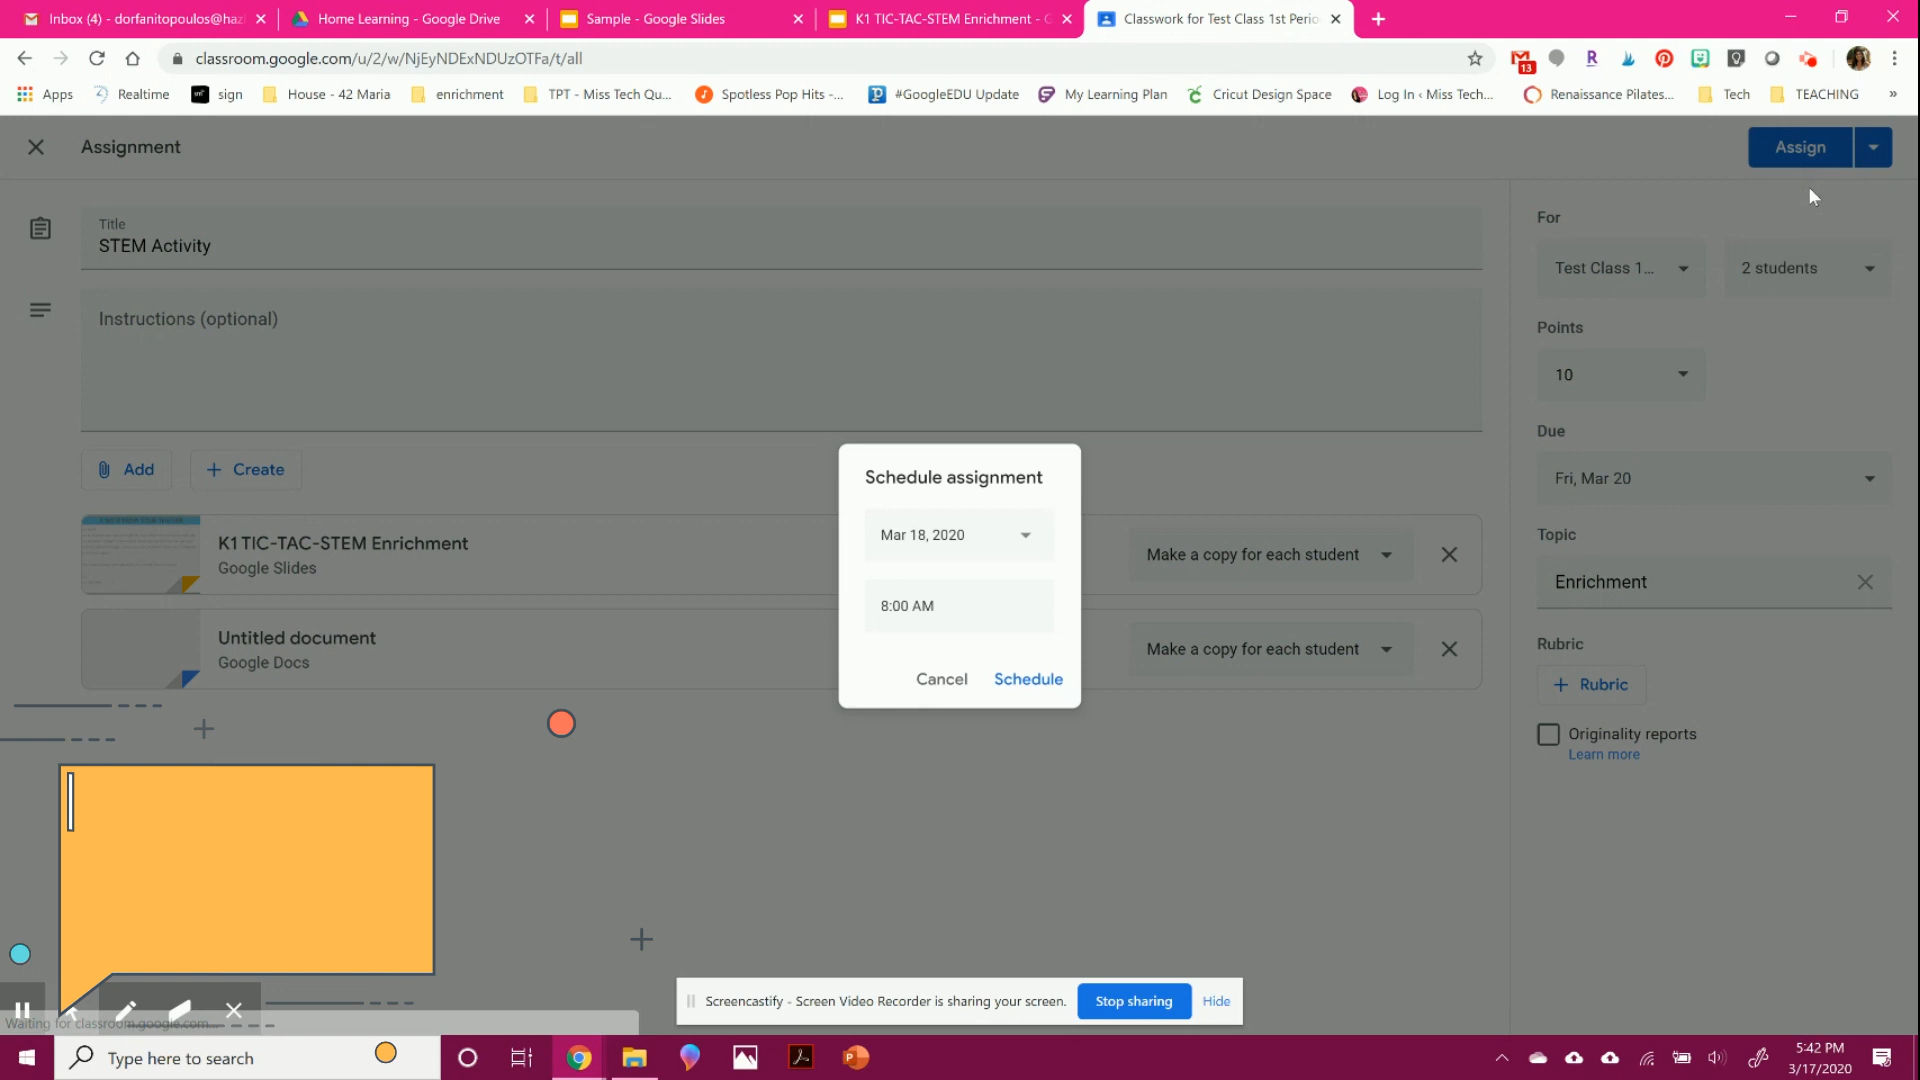 Inbox (4) - dorfanitopoulos@haz
Home Learning - Google Drive
Sample - Google Slides
K1 TIC-TAC-STEM Enrichment - G
Classwork for Test Class 1st Perio
classroom.google.com/u/2/w/NjEyNDExNDUzOTFa/t/all
13
R
Apps
Realtime
sign
House - 42 Maria
enrichment
TPT - Miss Tech Qu...
Spotless Pop Hits -...
#GoogleEDU Update
My Learning Plan
Cricut Design Space
Log In ‹ Miss Tech...
Renaissance Pilates...
Tech
TEACHING
»
Assignment
Assign
Title
STEM Activity
For
Test Class 1...
2 students
Instructions (optional)
Points
10
Due
Fri, Mar 20
Add
Create
Schedule assignment
Mar 18, 2020
8:00 AM
Cancel
Schedule
K1 TIC-TAC-STEM Enrichment
Google Slides
Make a copy for each student
Untitled document
Google Docs
Make a copy for each student
Topic
Enrichment
Rubric
Rubric
Originality reports
Learn more
Screencastify - Screen Video Recorder is sharing your screen.
Stop sharing
Hide
Waiting for classroom.google.com...
Type here to search
5:42 PM
3/17/2020